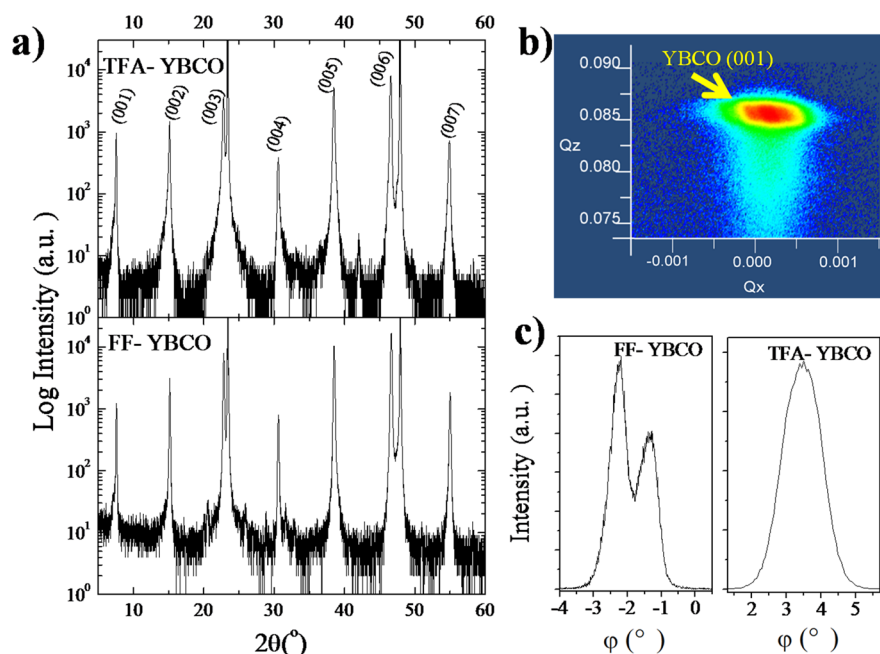 a)
10 20 30 40 50 60
TFA- YBCO
(001) (002) (003) (004) (005) (006) (007)
10⁴
10³
10²
10¹
10⁰
FF- YBCO
10⁴
10³
10²
10¹
10⁰
Log Intensity (a.u.)
10 20 30 40 50 60
2θ(°)
b)
YBCO (001)
0.090
0.085
Qz
0.080
0.075
-0.001 0.000 0.001
Qx
c)
FF- YBCO
Intensity (a.u.)
-4 -3 -2 -1 0
φ (°)
TFA- YBCO
2 3 4 5
φ (°)